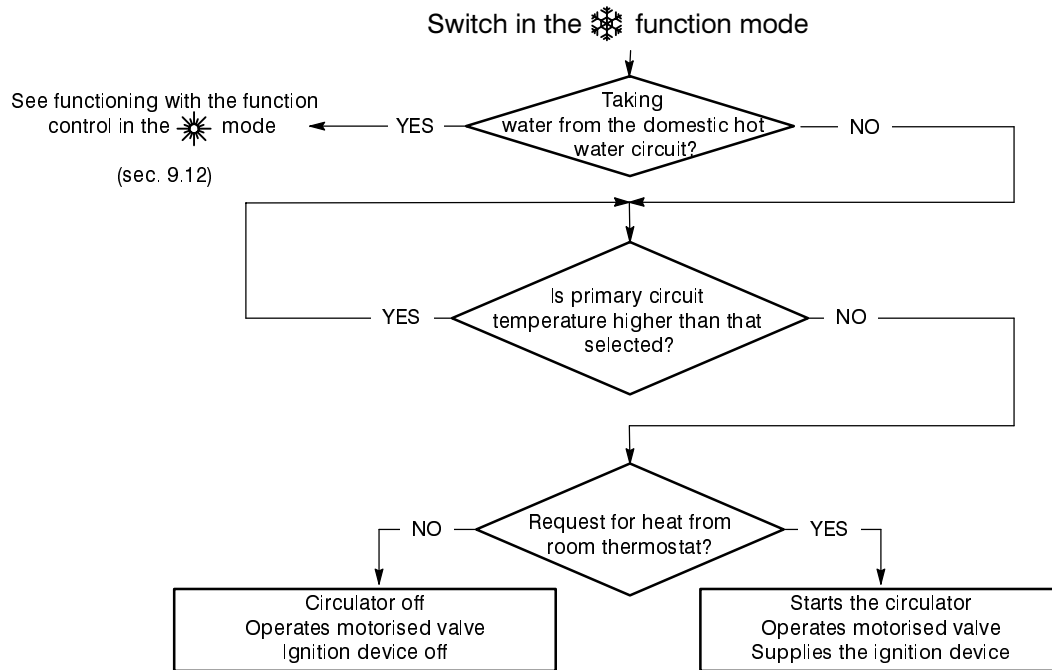 Switch in the function mode
Taking
water from the domestic hot
water circuit?
YES
NO
See functioning with the function
control in the mode
(sec. 9.12)
Is primary circuit
temperature higher than that
selected?
YES
NO
Request for heat from
room thermostat?
NO
YES
Circulator off
Operates motorised valve
Ignition device off
Starts the circulator
Operates motorised valve
Supplies the ignition device